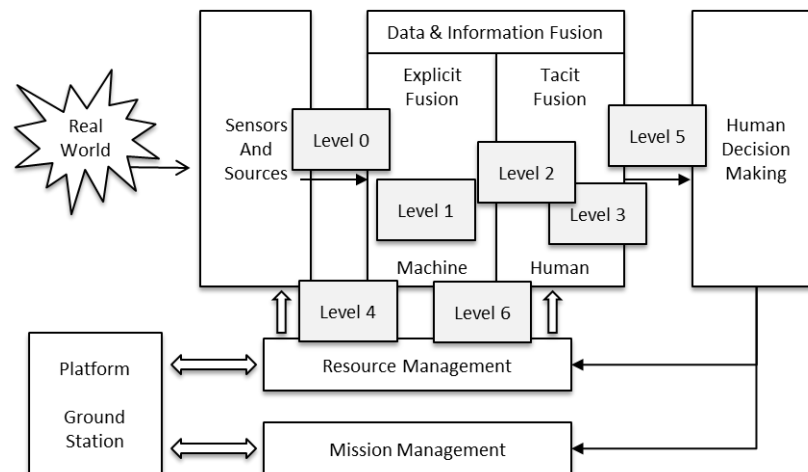 Data & Information Fusion
Explicit
Fusion
Tacit
Fusion
Real
World
Sensors
And
Sources
Level 0
Level 1
Level 2
Level 3
Level 5
Human
Decision
Making
Machine
Human
Level 4
Level 6
Platform
Ground
Station
Resource Management
Mission Management